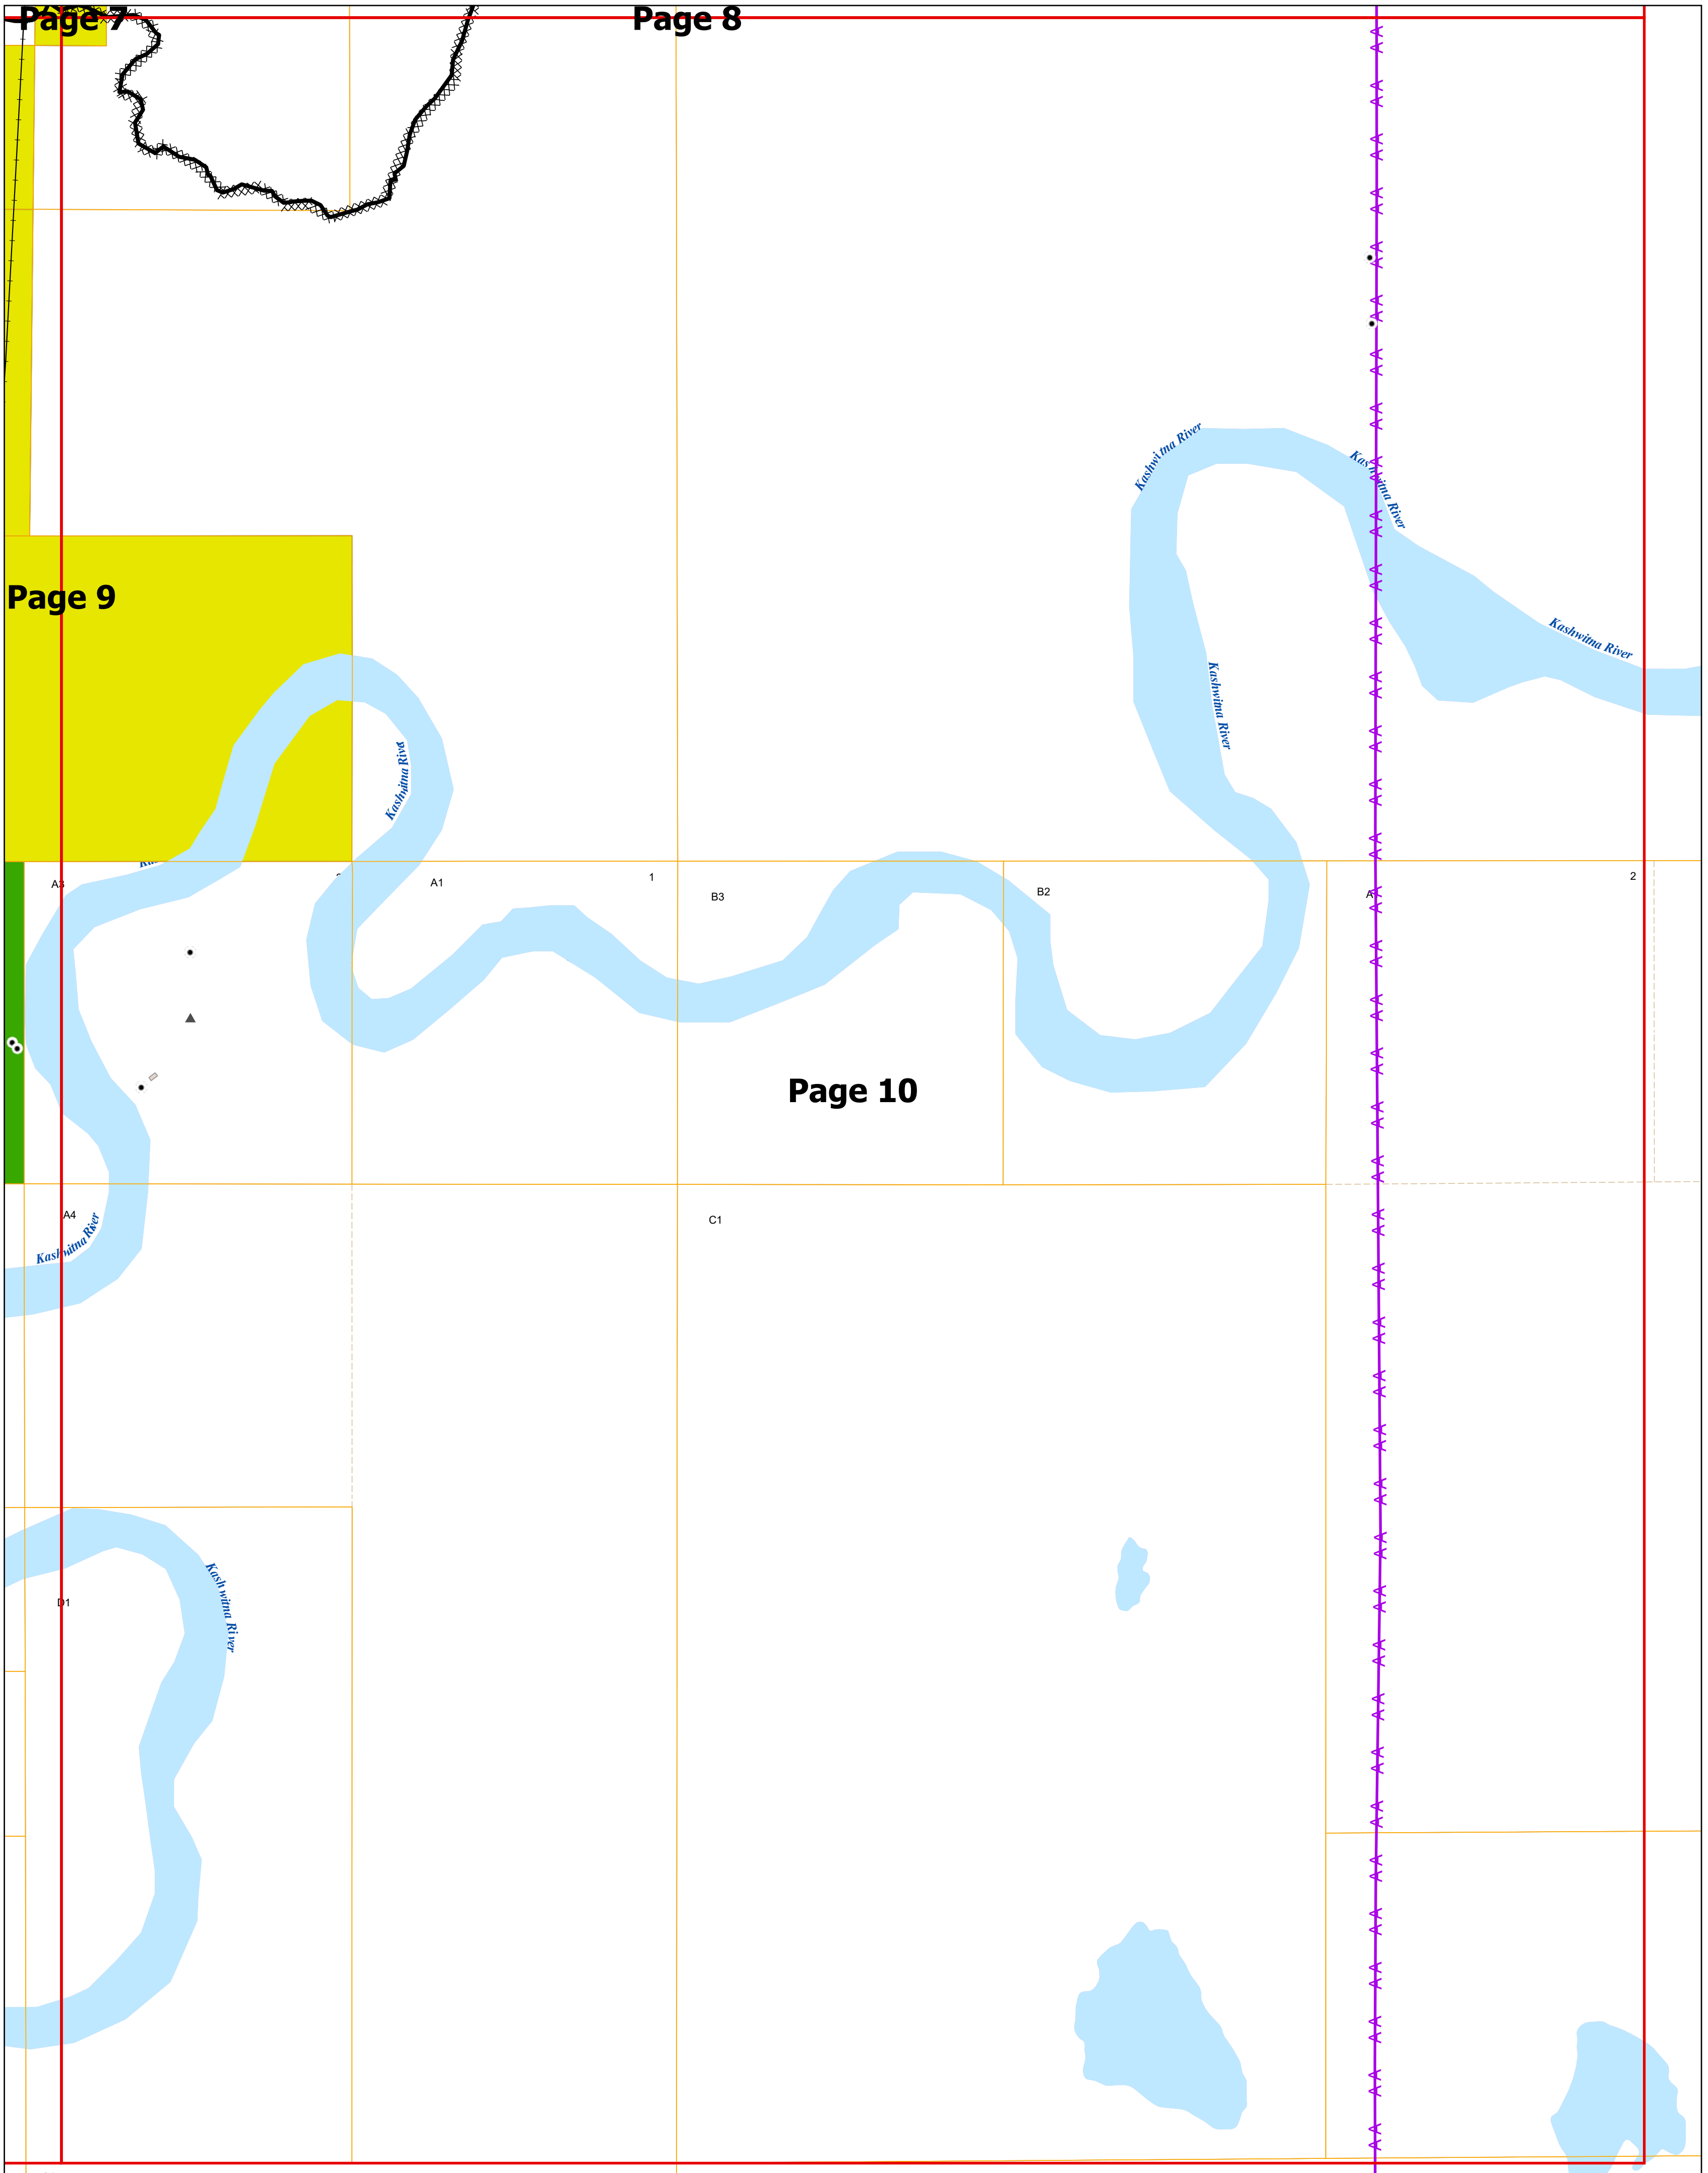 Page 7
Page 8
Kashwitna River
Kashwitna River
Page 9
Kashwitna River
Kashwitna River
Kashwitna River
A3
A1
1
B3
B2
A
2
Page 10
A4
Kashwitna River
C1
Kashwitna River
D1